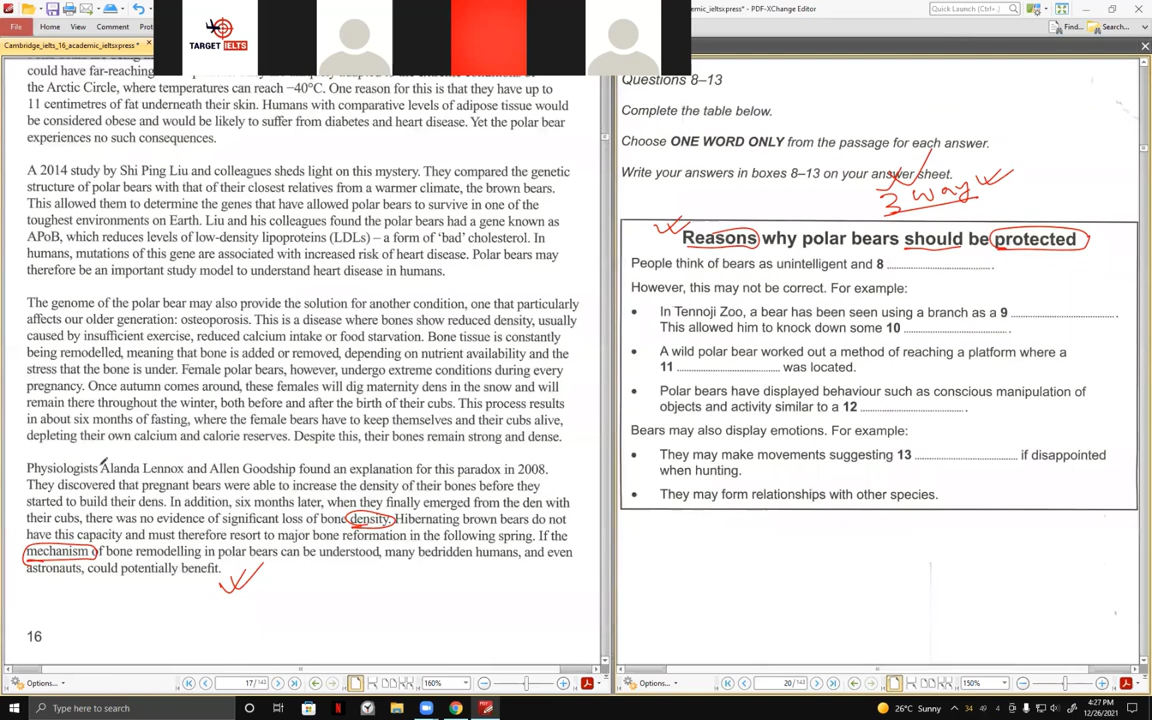 cademic_ieltsxpress* - PDF-XChange Editor
Quick Launch (Ctrl+.)
File
Home
View
Comment
Protect
Find...
Search...
TARGET IELTS
Cambridge_ielts_16_academic_ieltsxpress *
could have far-reaching
the Arctic Circle, where temperatures can reach −40°C. One reason for this is that they have up to
11 centimetres of fat underneath their skin. Humans with comparative levels of adipose tissue would
be considered obese and would be likely to suffer from diabetes and heart disease. Yet the polar bear
experiences no such consequences.
A 2014 study by Shi Ping Liu and colleagues sheds light on this mystery. They compared the genetic
structure of polar bears with that of their closest relatives from a warmer climate, the brown bears.
This allowed them to determine the genes that have allowed polar bears to survive in one of the
toughest environments on Earth. Liu and his colleagues found the polar bears had a gene known as
APoB, which reduces levels of low-density lipoproteins (LDLs) – a form of 'bad' cholesterol. In
humans, mutations of this gene are associated with increased risk of heart disease. Polar bears may
therefore be an important study model to understand heart disease in humans.
The genome of the polar bear may also provide the solution for another condition, one that particularly
affects our older generation: osteoporosis. This is a disease where bones show reduced density, usually
caused by insufficient exercise, reduced calcium intake or food starvation. Bone tissue is constantly
being remodelled, meaning that bone is added or removed, depending on nutrient availability and the
stress that the bone is under. Female polar bears, however, undergo extreme conditions during every
pregnancy. Once autumn comes around, these females will dig maternity dens in the snow and will
remain there throughout the winter, both before and after the birth of their cubs. This process results
in about six months of fasting, where the female bears have to keep themselves and their cubs alive,
depleting their own calcium and calorie reserves. Despite this, their bones remain strong and dense.
Physiologists Alanda Lennox and Allen Goodship found an explanation for this paradox in 2008.
They discovered that pregnant bears were able to increase the density of their bones before they
started to build their dens. In addition, six months later, when they finally emerged from the den with
their cubs, there was no evidence of significant loss of bone density. Hibernating brown bears do not
have this capacity and must therefore resort to major bone reformation in the following spring. If the
mechanism of bone remodelling in polar bears can be understood, many bedridden humans, and even
astronauts, could potentially benefit.
16
Options...
17/142
160%
Questions 8–13
Complete the table below.
Choose ONE WORD ONLY from the passage for each answer.
Write your answers in boxes 8–13 on your answer sheet.
3 way
Reasons why polar bears should be protected
People think of bears as unintelligent and 8 ....................
However, this may not be correct. For example:
• In Tennoji Zoo, a bear has been seen using a branch as a 9 ....................
This allowed him to knock down some 10 ....................
• A wild polar bear worked out a method of reaching a platform where a
11 .................... was located.
• Polar bears have displayed behaviour such as conscious manipulation of
objects and activity similar to a 12 ....................
Bears may also display emotions. For example:
• They may make movements suggesting 13 .................... if disappointed
when hunting.
• They may form relationships with other species.
Options...
20/142
150%
Type here to search
26°C Sunny
34
49
4:27 PM
12/26/2021